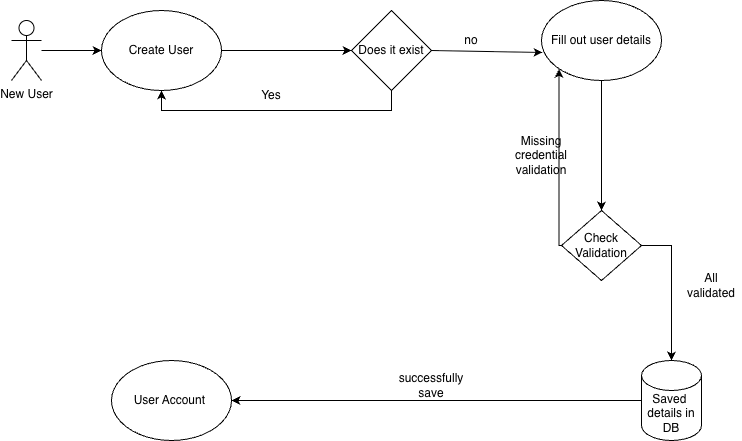 New User
Create User
Does it exist
no
Fill out user details
Yes
Missing
credential
validation
Check
Validation
All
validated
Saved
details in
DB
successfully
save
User Account